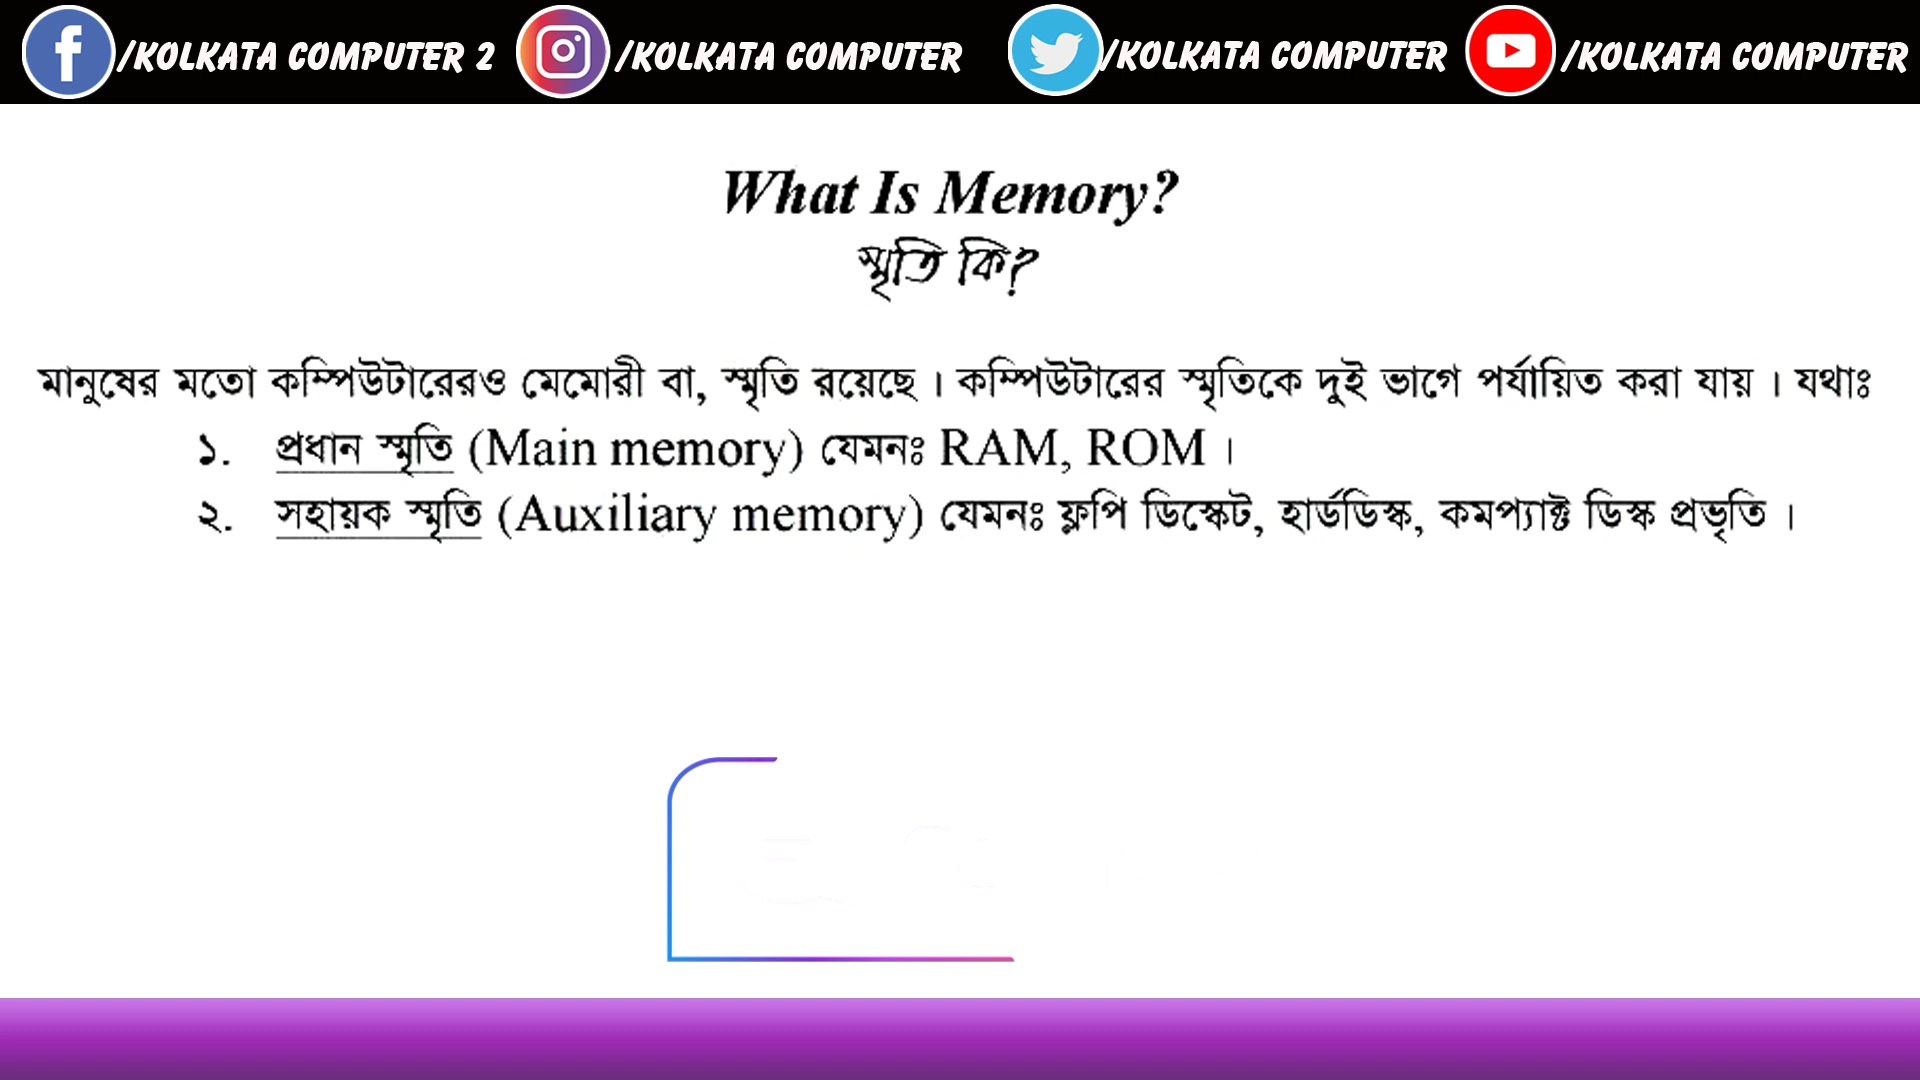 /KOLKATA COMPUTER 2 /KOLKATA COMPUTER /KOLKATA COMPUTER /KOLKATA COMPUTER
What Is Memory?
স্মৃতি কি?
মানুষের মতো কম্পিউটারেরও মেমোরী বা, স্মৃতি রয়েছে । কম্পিউটারের স্মৃতিকে দুই ভাগে পর্যায়িত করা যায় । যথাঃ
১. প্রধান স্মৃতি (Main memory) যেমনঃ RAM, ROM ।
২. সহায়ক স্মৃতি (Auxiliary memory) যেমনঃ ফ্লপি ডিস্কেট, হার্ডডিস্ক, কমপ্যাক্ট ডিস্ক প্রভৃতি ।